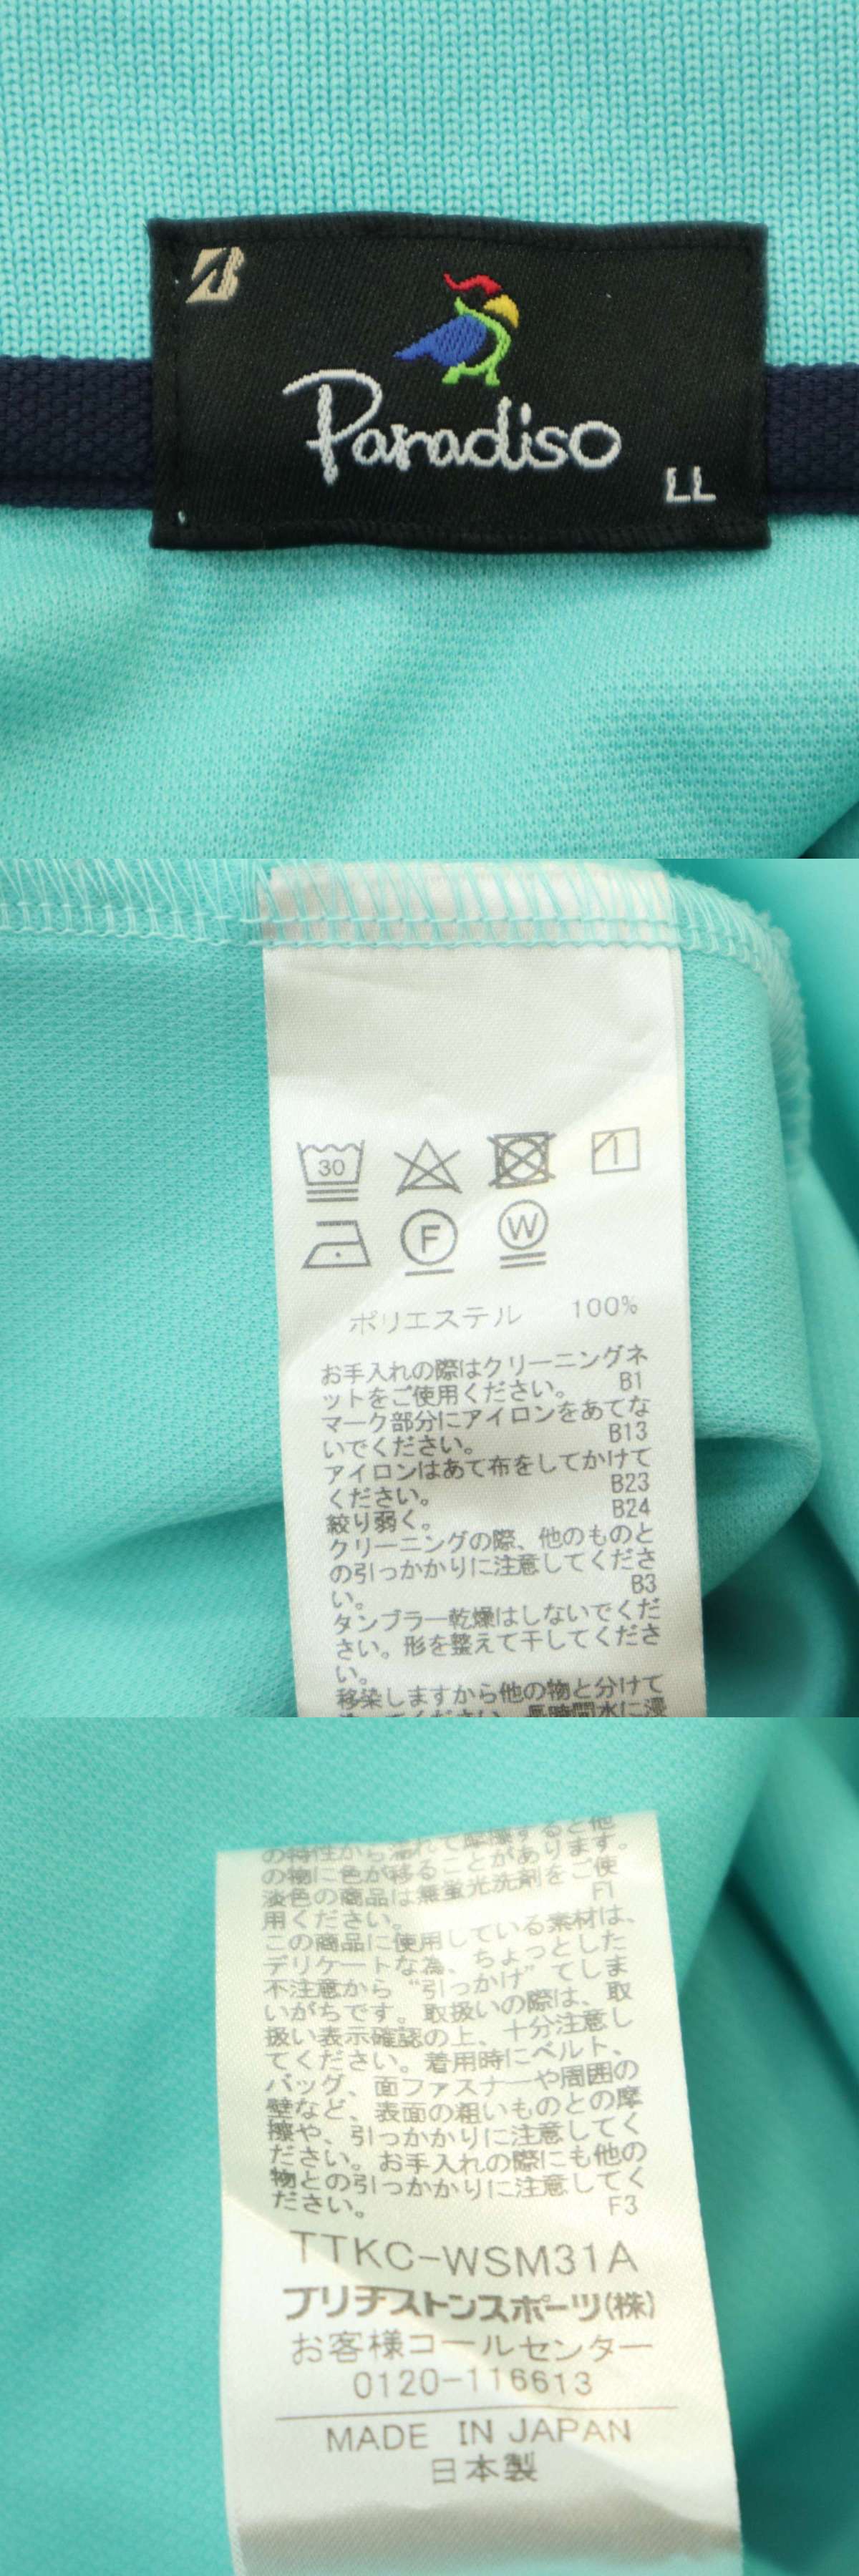 Paradiso
LL
30
F
W
ポリエステル 100%
お手入れの際はクリーニングネ
ットをご使用ください。 B1
マーク部分にアイロンをあてな
いでください。 B13
アイロンはあて布をしてかけて
ください。 B23
絞り弱く。 B24
クリーニングの際、他のものと
の引っかかりに注意してくださ
い。 B3
タンブラー乾燥はしないでくだ
さい。形を整えて干してくださ
い。
移染しますから他の物と分けて
の特性から濡れて摩擦すると他
の物に色が移ることがあります。
淡色の商品は無蛍光洗剤をご使
用ください。 F1
この商品に使用している素材は、
デリケートな為、ちょっとした
不注意から“引っかけ”てしま
いがちです。取扱いの際は、取
扱い表示確認の上、十分注意し
てください。着用時にベルト、
バッグ、面ファスナーや周囲の
壁など、表面の粗いものとの摩
擦や、引っかかりに注意してく
ださい。お手入れの際にも他の
物との引っかかりに注意してく
ださい。 F3
TTKC-WSM31A
ブリヂストンスポーツ(株)
お客様コールセンター
0120-116613
MADE IN JAPAN
日本製